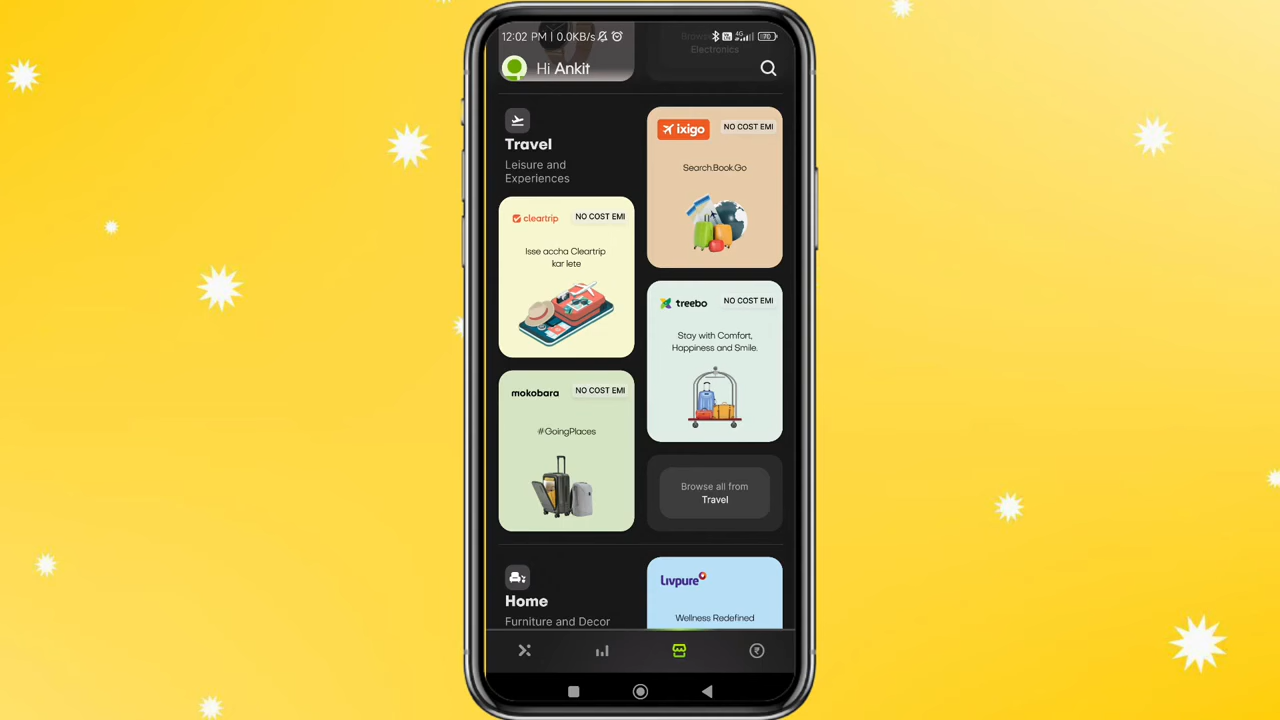 12:02 PM | 0.0KB/s
4G
70
Electronics
Hi Ankit
Travel
Leisure and
Experiences
ixigo
NO COST EMI
Search.Book.Go
cleartrip
NO COST EMI
Isse accha Cleartrip
kar lete
treebo
NO COST EMI
Stay with Comfort,
Happiness and Smile.
mokobara
NO COST EMI
#GoingPlaces
Browse all from
Travel
Home
Furniture and Decor
Livpure
Wellness Redefined